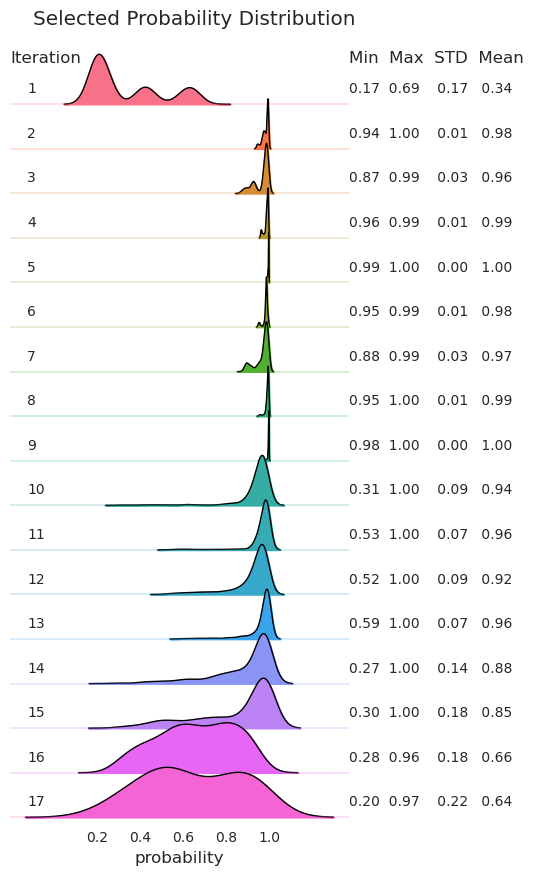 Selected Probability Distribution
Iteration Min Max STD Mean
1 0.17 0.69 0.17 0.34
2 0.94 1.00 0.01 0.98
3 0.87 0.99 0.03 0.96
4 0.96 0.99 0.01 0.99
5 0.99 1.00 0.00 1.00
6 0.95 0.99 0.01 0.98
7 0.88 0.99 0.03 0.97
8 0.95 1.00 0.01 0.99
9 0.98 1.00 0.00 1.00
10 0.31 1.00 0.09 0.94
11 0.53 1.00 0.07 0.96
12 0.52 1.00 0.09 0.92
13 0.59 1.00 0.07 0.96
14 0.27 1.00 0.14 0.88
15 0.30 1.00 0.18 0.85
16 0.28 0.96 0.18 0.66
17 0.20 0.97 0.22 0.64
0.2 0.4 0.6 0.8 1.0
probability